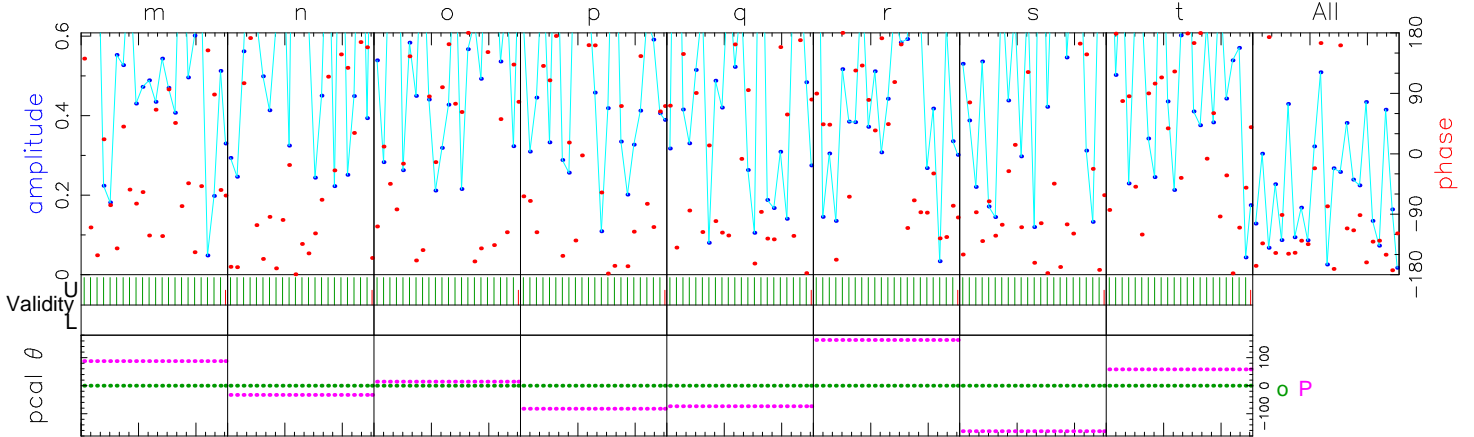 m n o p q r s t All
0.6 180
0.4 90
amplitude 0 phase
0.2 -90
0 -180
U
Validity
L
pcal θ 100
0 o P
-100